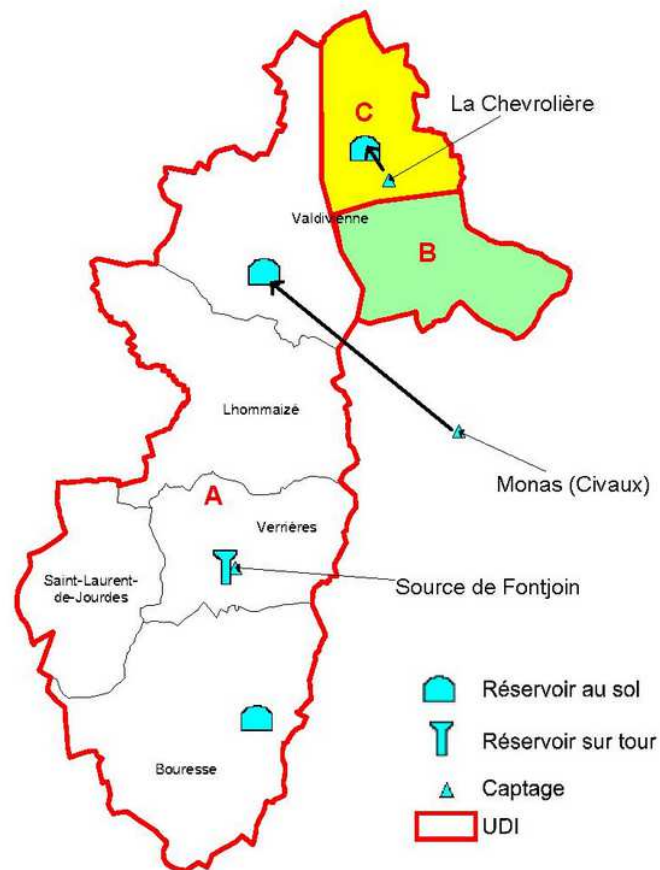 La Chevrolière
C
Valdivienne
B
Lhommaizé
Monas (Civaux)
A
Verrières
Saint-Laurent-
de-Jourdes
Source de Fontjoin
Réservoir au sol
Réservoir sur tour
Bouresse
Captage
UDI